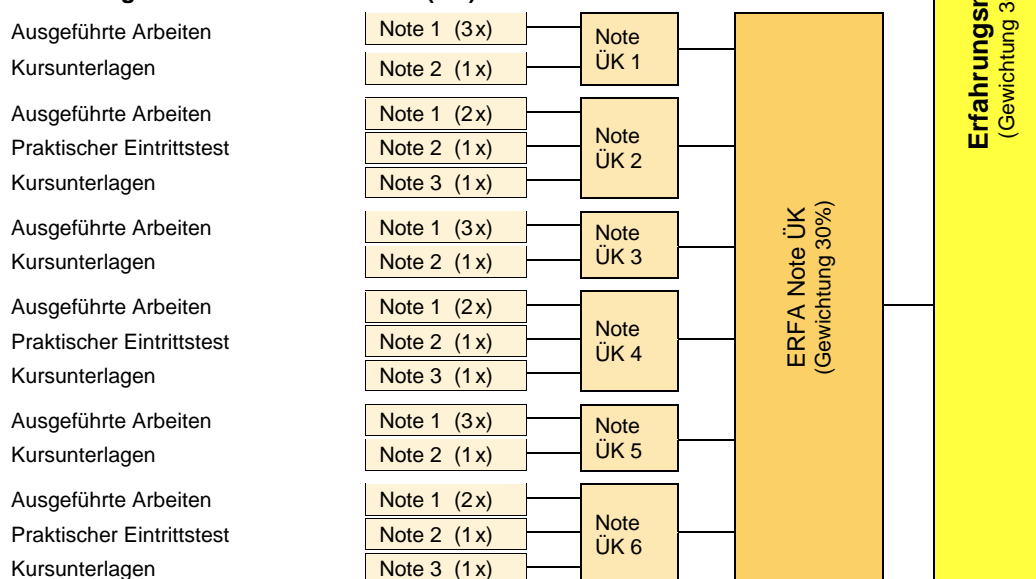 Ausgeführte Arbeiten
Note 1 (3x)
Kursunterlagen
Note 2 (1x)
Note
ÜK 1
Ausgeführte Arbeiten
Note 1 (2x)
Praktischer Eintrittstest
Note 2 (1x)
Kursunterlagen
Note 3 (1x)
Note
ÜK 2
Ausgeführte Arbeiten
Note 1 (3x)
Kursunterlagen
Note 2 (1x)
Note
ÜK 3
Ausgeführte Arbeiten
Note 1 (2x)
Praktischer Eintrittstest
Note 2 (1x)
Kursunterlagen
Note 3 (1x)
Note
ÜK 4
Ausgeführte Arbeiten
Note 1 (3x)
Kursunterlagen
Note 2 (1x)
Note
ÜK 5
Ausgeführte Arbeiten
Note 1 (2x)
Praktischer Eintrittstest
Note 2 (1x)
Kursunterlagen
Note 3 (1x)
Note
ÜK 6
ERFA Note ÜK
(Gewichtung 30%)
(Gewichtung